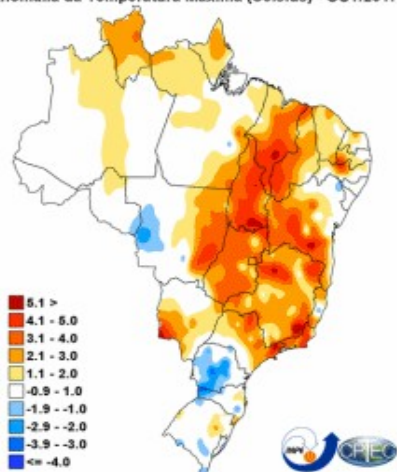 da Temperatura Máxima (Celsius)
5.1 >
4.1 - 5.0
3.1 - 4.0
2.1 - 3.0
1.1 - 2.0
-0.9 - 1.0
-1.9 - -1.0
-2.9 - -2.0
-3.9 - -3.0
<= -4.0
CPTEC